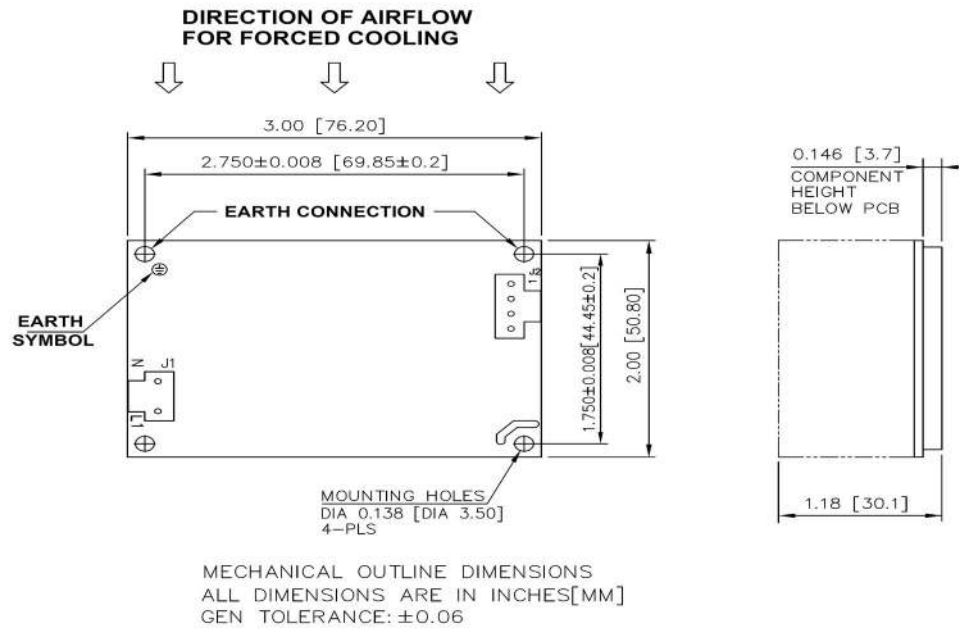 DIRECTION OF AIRFLOW
FOR FORCED COOLING
3.00 [76.20]
2.750±0.008 [69.85±0.2]
0.146 [3.7]
COMPONENT
HEIGHT
BELOW PCB
EARTH CONNECTION
J2
1
EARTH
SYMBOL
N
J1
L1
1.750±0.008[44.45±0.2]
2.00 [50.80]
MOUNTING HOLES
DIA 0.138 [DIA 3.50]
4-PLS
1.18 [30.1]
MECHANICAL OUTLINE DIMENSIONS
ALL DIMENSIONS ARE IN INCHES[MM]
GEN TOLERANCE: ±0.06